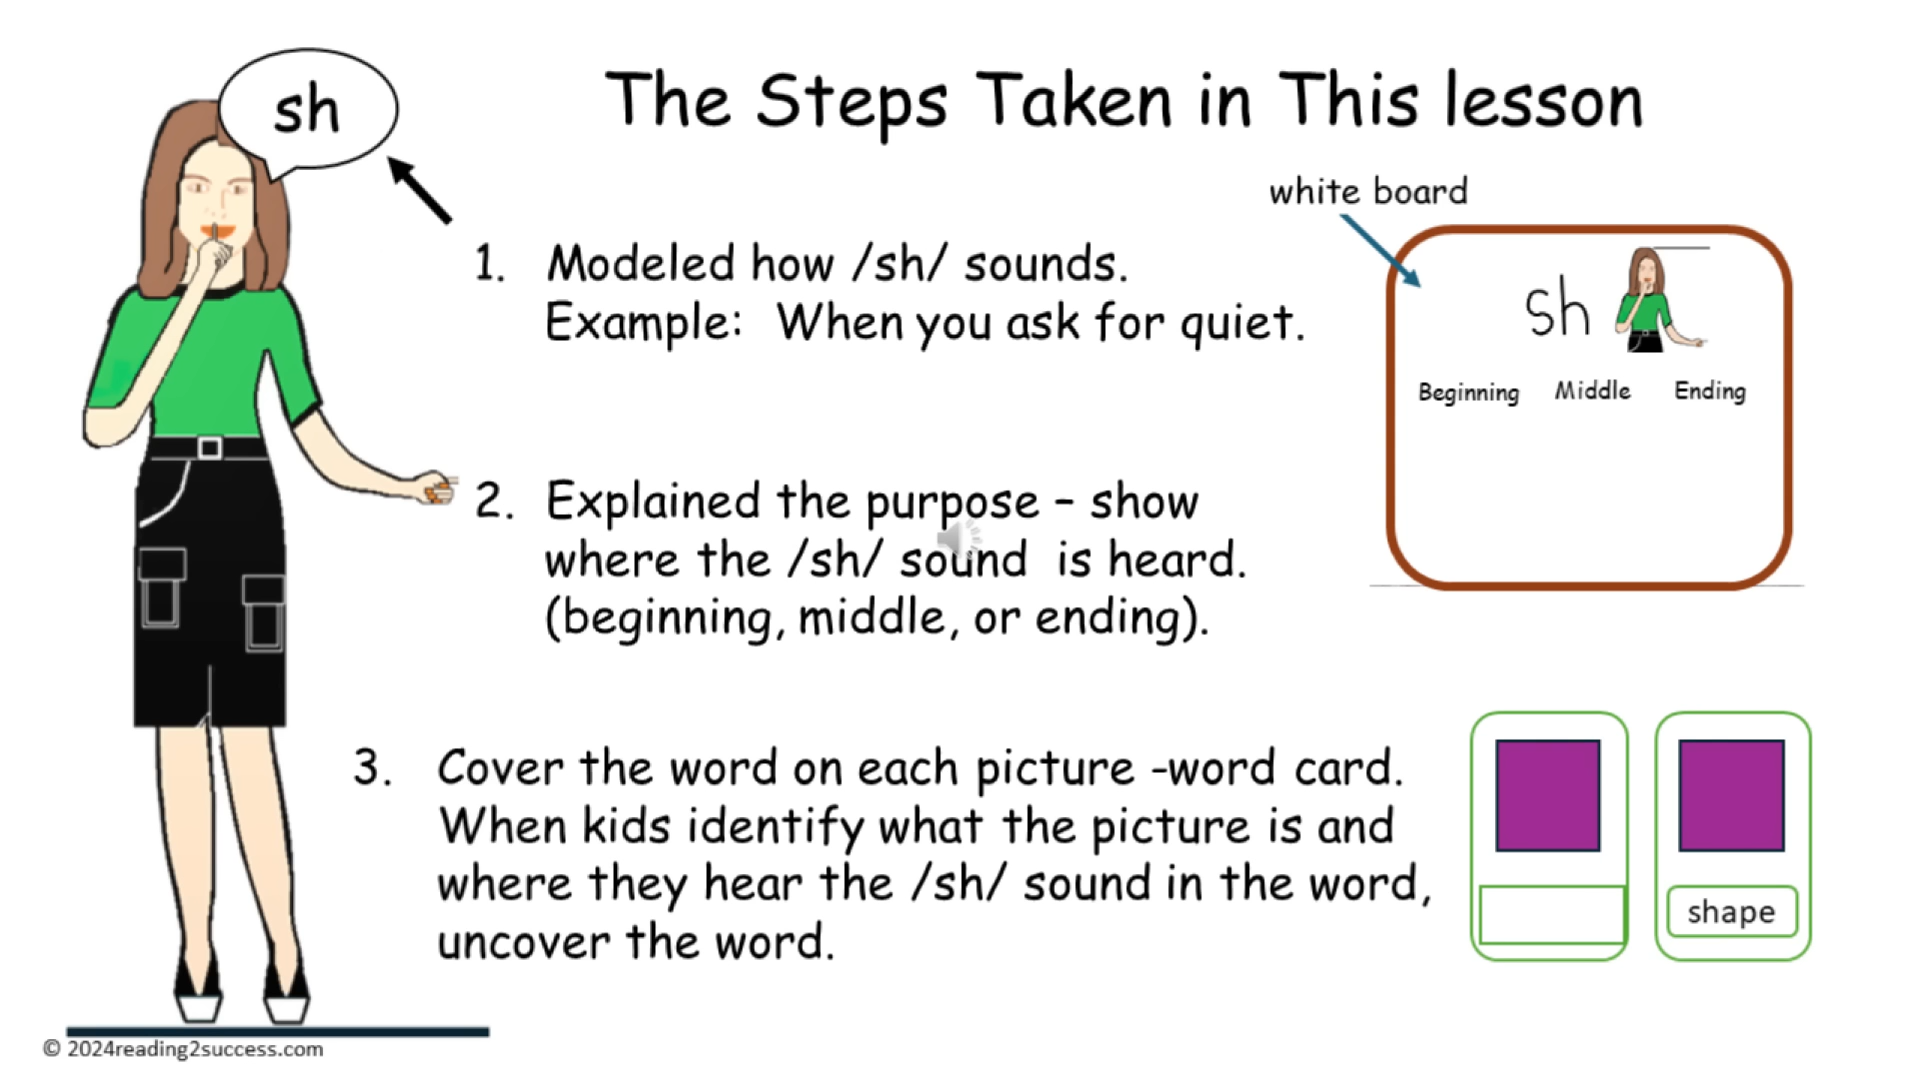 sh
The Steps Taken in This lesson
white board
1. Modeled how /sh/ sounds.
Example: When you ask for quiet.
sh
Beginning Middle Ending
2. Explained the purpose – show
where the /sh/ sound is heard.
(beginning, middle, or ending).
3. Cover the word on each picture -word card.
When kids identify what the picture is and
where they hear the /sh/ sound in the word,
uncover the word.
shape
© 2024reading2success.com